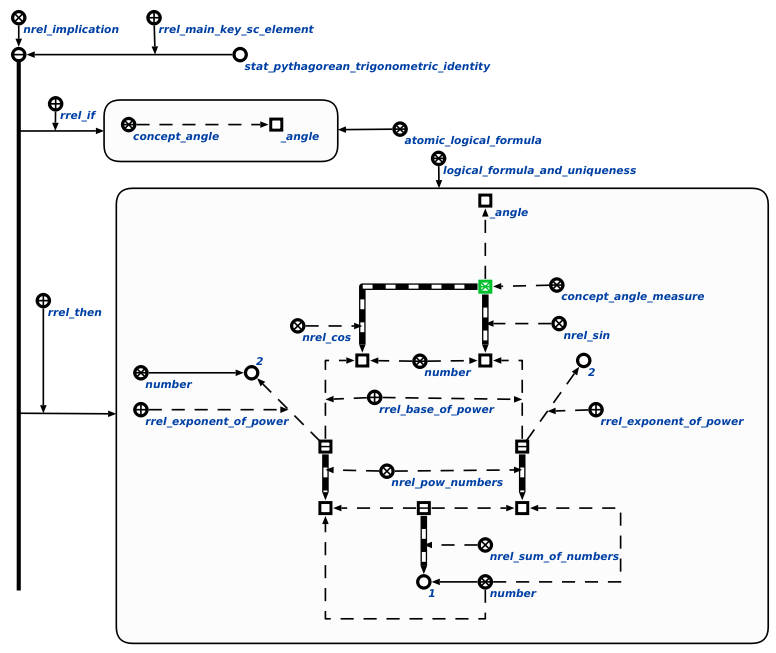 nrel_implication
rrel_main_key_sc_element
stat_pythagorean_trigonometric_identity
rrel_if
concept_angle
_angle
atomic_logical_formula
logical_formula_and_uniqueness
_angle
concept_angle_measure
rrel_then
nrel_cos
nrel_sin
number
2
2
number
rrel_base_of_power
rrel_exponent_of_power
rrel_exponent_of_power
nrel_pow_numbers
nrel_sum_of_numbers
1
number